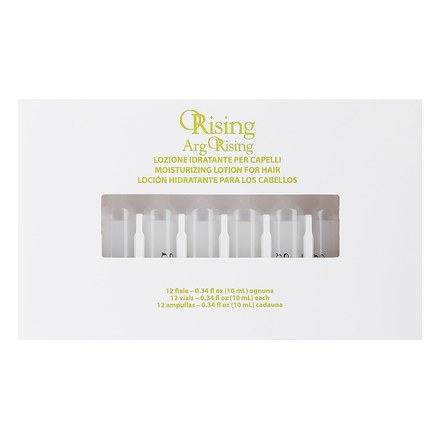 ORising
ArgORising
LOZIONE IDRATANTE PER CAPELLI
MOISTURIZING LOTION FOR HAIR
LOCIÓN HIDRATANTE PARA LOS CABELLOS
12 fiale – 0.34 fl oz (10 mL) ognuna
12 vials – 0.34 fl oz (10 mL) each
12 ampollas – 0.34 fl oz (10 mL) cadauna